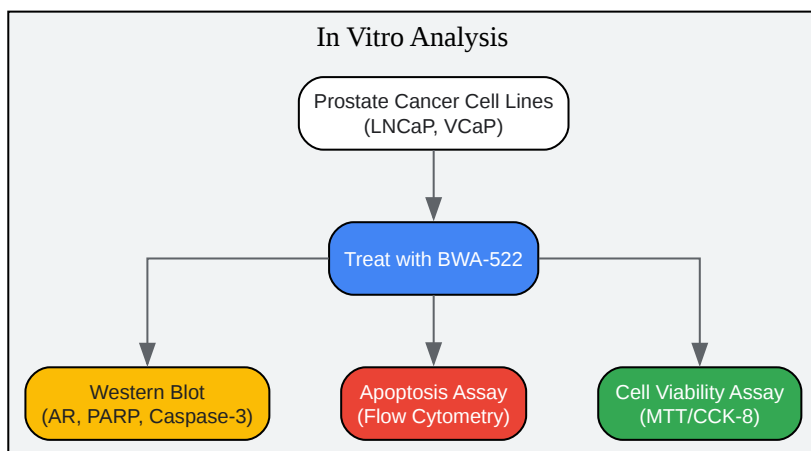 In Vitro Analysis
Prostate Cancer Cell Lines
(LNCaP, VCaP)
Treat with BWA-522
Western Blot
(AR, PARP, Caspase-3)
Apoptosis Assay
(Flow Cytometry)
Cell Viability Assay
(MTT/CCK-8)